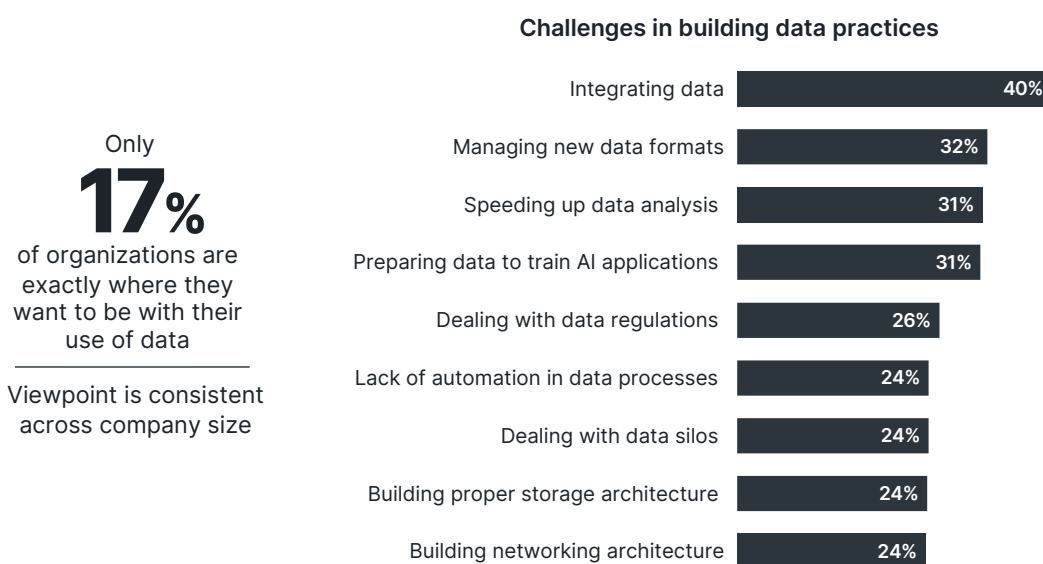 Challenges in building data practices
Only
17%
of organizations are
exactly where they
want to be with their
use of data
Viewpoint is consistent
across company size
Integrating data 40%
Managing new data formats 32%
Speeding up data analysis 31%
Preparing data to train AI applications 31%
Dealing with data regulations 26%
Lack of automation in data processes 24%
Dealing with data silos 24%
Building proper storage architecture 24%
Building networking architecture 24%